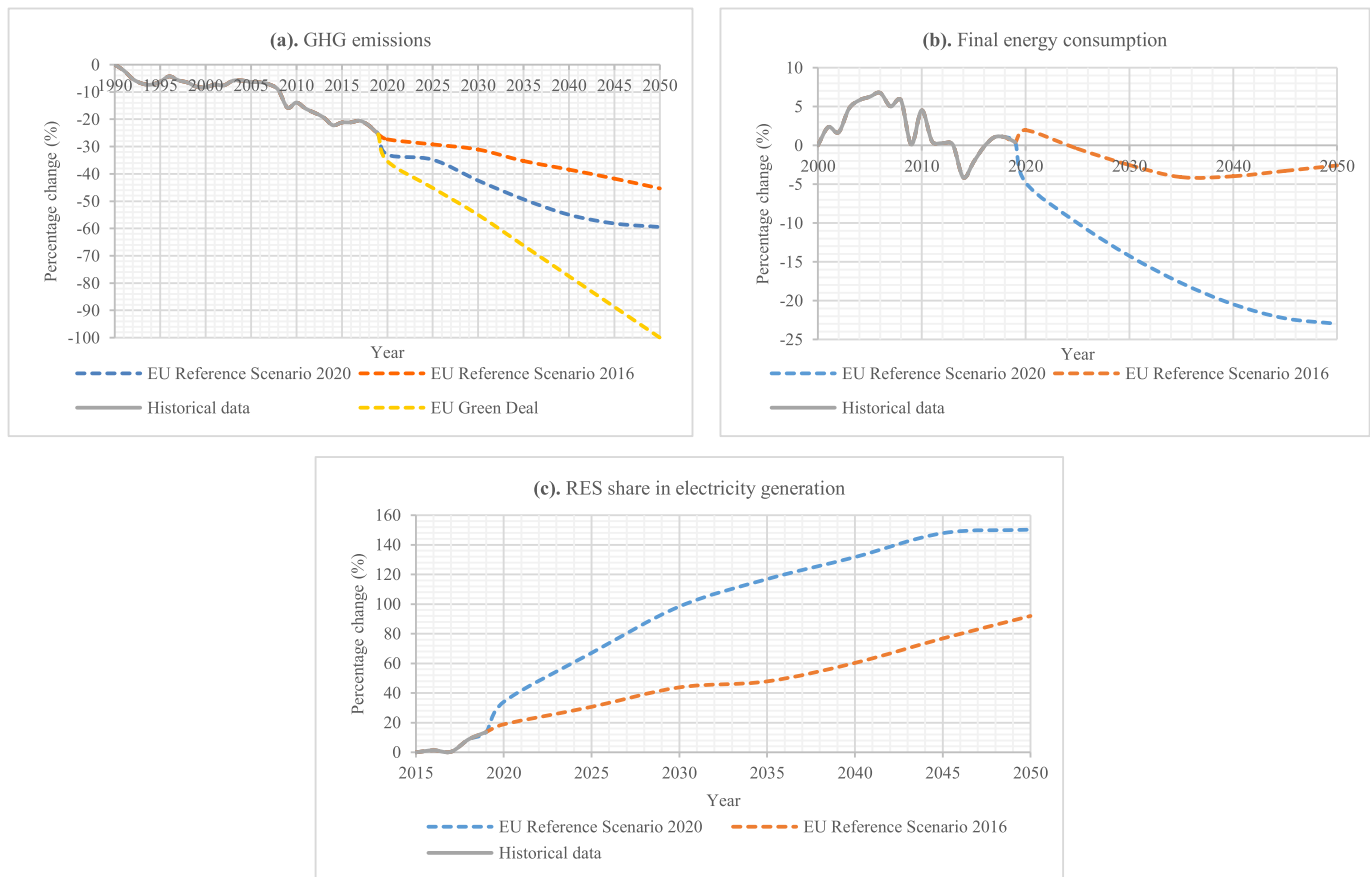 (a). GHG emissions
Percentage change (%)
0
-10
-20
-30
-40
-50
-60
-70
-80
-90
-100
1990 1995 2000 2005 2010 2015 2020 2025 2030 2035 2040 2045 2050
Year
EU Reference Scenario 2020 EU Reference Scenario 2016
Historical data EU Green Deal
(b). Final energy consumption
Percentage change (%)
10
5
0
-5
-10
-15
-20
-25
2000 2010 2020 2030 2040 2050
Year
EU Reference Scenario 2020 EU Reference Scenario 2016
Historical data
(c). RES share in electricity generation
Percentage change (%)
160
140
120
100
80
60
40
20
0
2015 2020 2025 2030 2035 2040 2045 2050
Year
EU Reference Scenario 2020 EU Reference Scenario 2016
Historical data